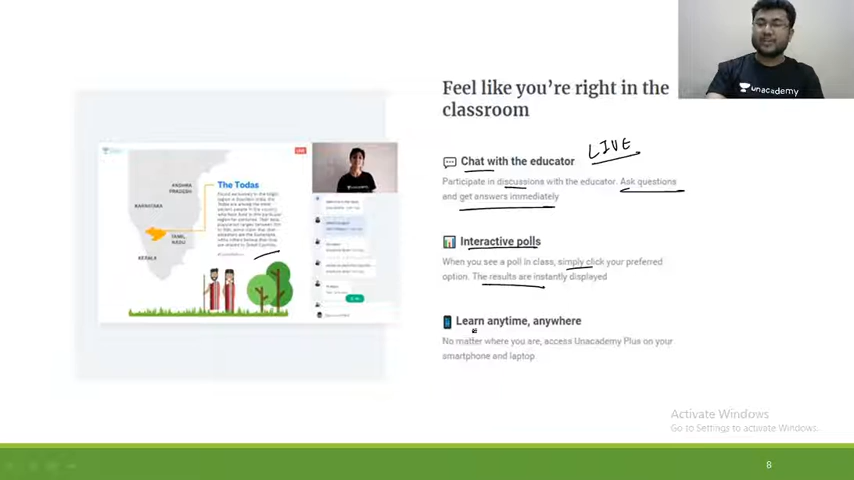 Feel like you're right in the
classroom
unacademy
LIVE
Chat with the educator
Participate in discussions with the educator. Ask questions
and get answers immediately
Interactive polls
When you see a poll in class, simply click your preferred
option. The results are instantly displayed
Learn anytime, anywhere
No matter where you are, access Unacademy Plus on your
smartphone and laptop
LIVE
The Todas
ANDHRA
PRADESH
KARNATAKA
TAMIL
NADU
KERALA
Activate Windows
Go to Settings to activate Windows.
8